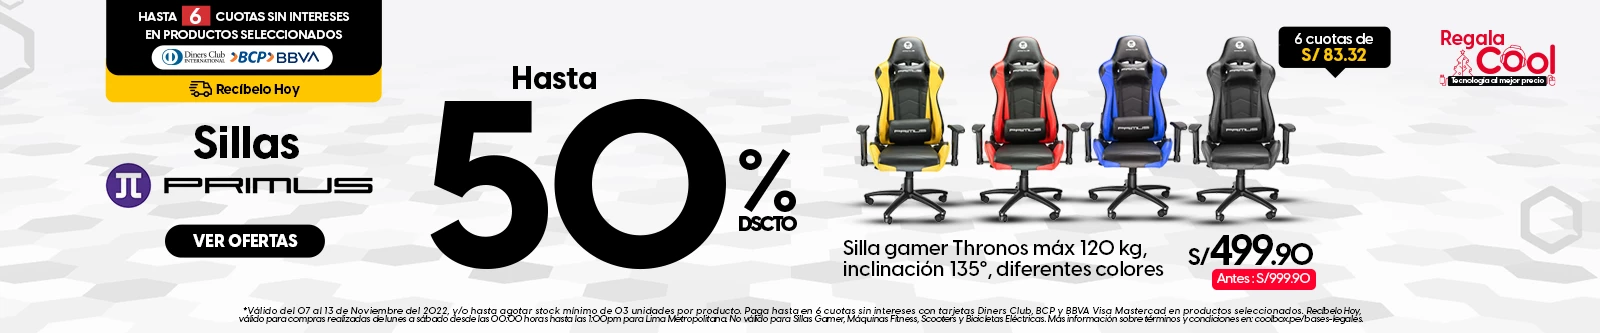 HASTA 6 CUOTAS SIN INTERESES
EN PRODUCTOS SELECCIONADOS
Diners Club INTERNATIONAL BCP BBVA
Recíbelo Hoy
Sillas
PRIMUS
VER OFERTAS
Hasta
50%
DSCTO
6 cuotas de
S/ 83.32
Regala
Cool
Tecnología al mejor precio
Silla gamer Thronos máx 120 kg,
inclinación 135°, diferentes colores
S/499.90
Antes : S/999.90
*Válido del 07 al 13 de Noviembre del 2022, y/o hasta agotar stock mínimo de 03 unidades por producto. Paga hasta en 6 cuotas sin intereses con tarjetas Diners Club, BCP y BBVA Visa Mastercad en productos seleccionados. Recíbelo Hoy,
válido para compras realizadas de lunes a sábado desde las 00:00 horas hasta las 1:00pm para Lima Metropolitana. No válido para Sillas Gamer, Máquinas Fitness, Scooters y Bicicletas Eléctricas. Más información sobre términos y condiciones en: coolbox.pe/bases-legales.